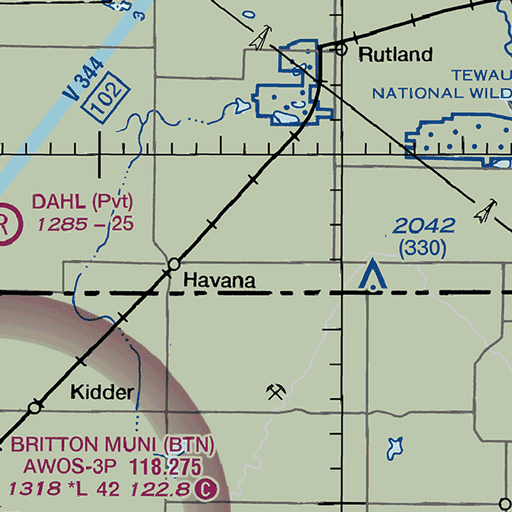 3
Rutland
V 344
102
TEWAU
NATIONAL WILD
DAHL (Pvt)
1285 – 25
R
2042
(330)
Havana
Kidder
BRITTON MUNI (BTN)
AWOS-3P 118.275
1318 *L 42 122.8 C